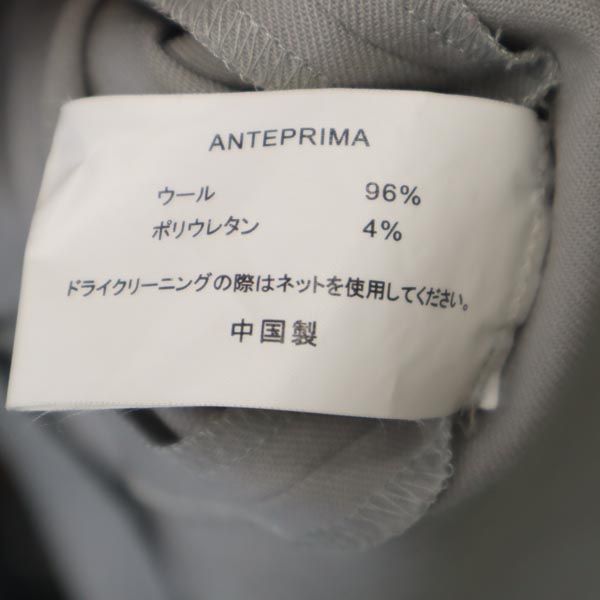 ANTEPRIMA
ウール 96%
ポリウレタン 4%
ドライクリーニングの際はネットを使用してください。
中国製